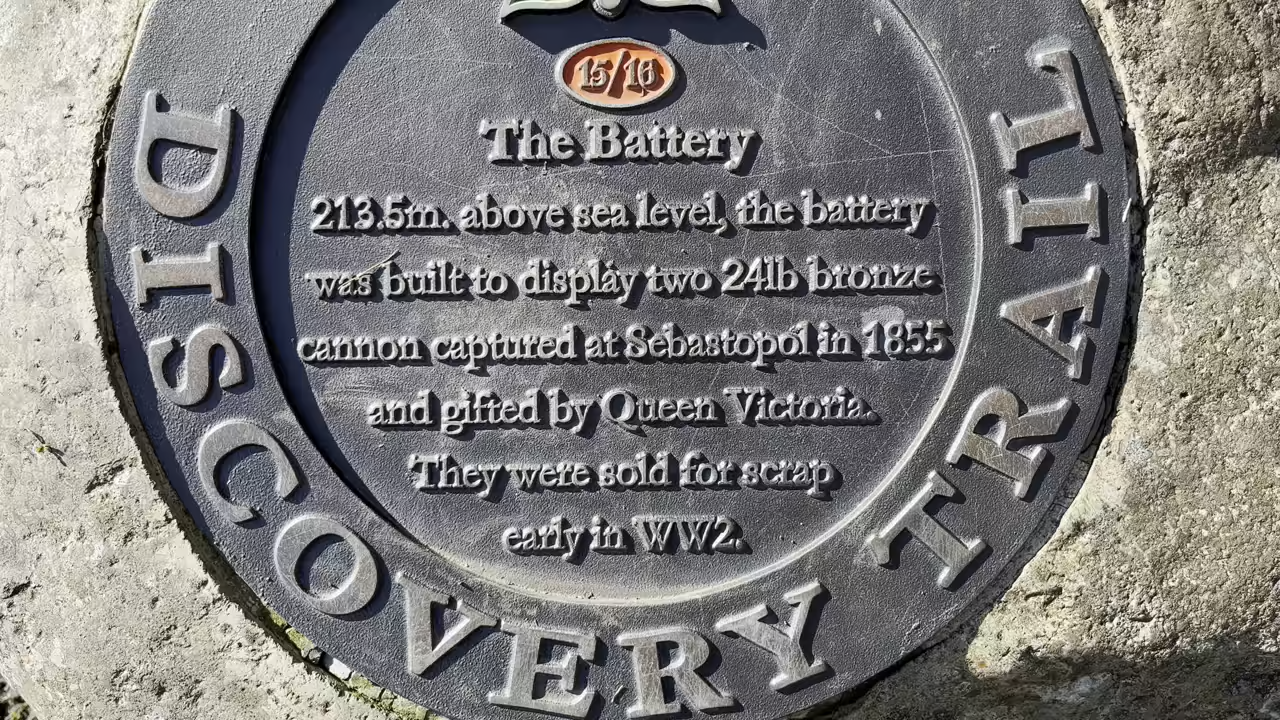 15/16
The Battery
213.5m. above sea level, the battery
was built to display two 24lb bronze
cannon captured at Sebastopol in 1855
and gifted by Queen Victoria.
They were sold for scrap
early in WW2.
DISCOVERY TRAIL